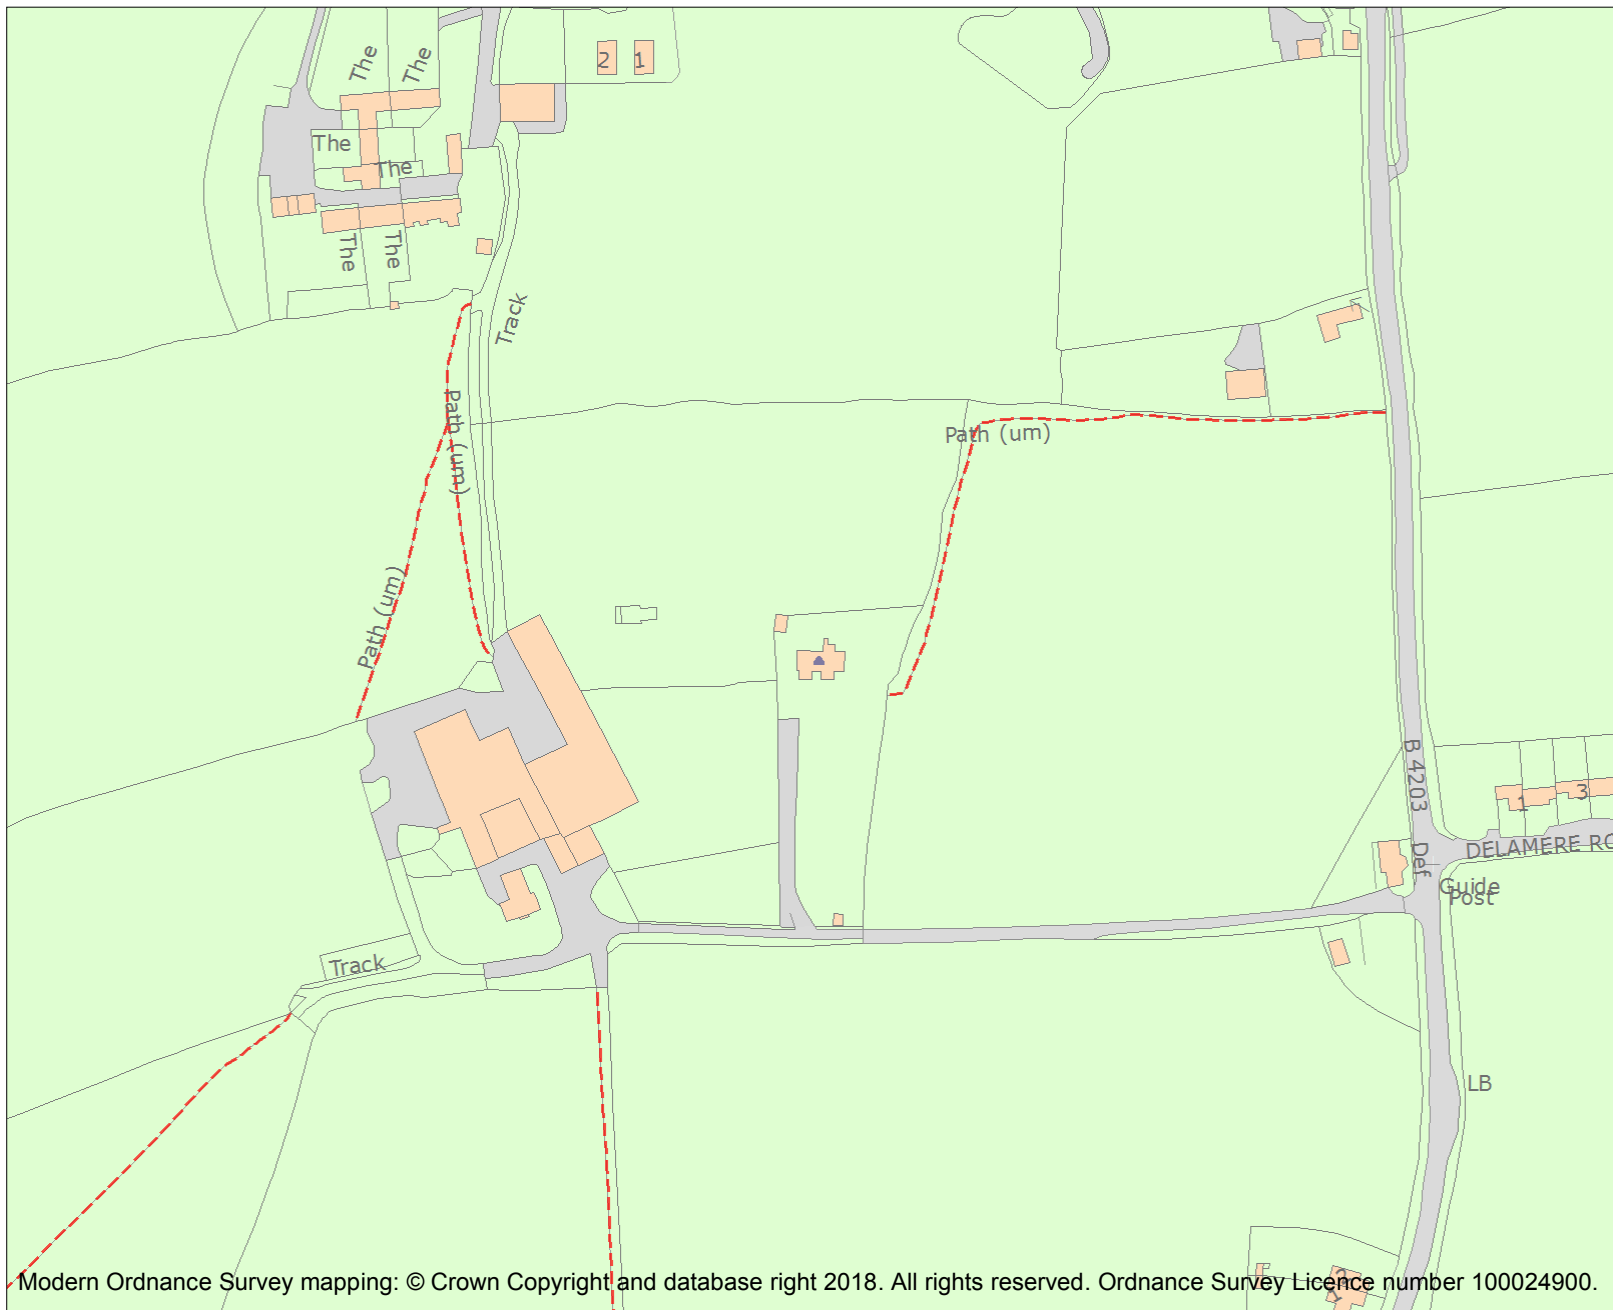 The
The
2
1
The
The
The
The
Track
Path (um)
Path (um)
Path (um)
B 4203
1
3
Def
DELAMERE RO
Guide
Post
Track
LB
2
1
Modern Ordnance Survey mapping: © Crown Copyright and database right 2018. All rights reserved. Ordnance Survey Licence number 100024900.